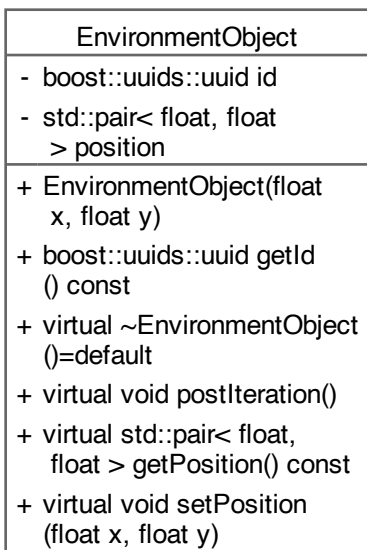 EnvironmentObject
- boost::uuids::uuid id
- std::pair< float, float
> position
+ EnvironmentObject(float
x, float y)
+ boost::uuids::uuid getId
() const
+ virtual ~EnvironmentObject
()=default
+ virtual void postIteration()
+ virtual std::pair< float,
float > getPosition() const
+ virtual void setPosition
(float x, float y)